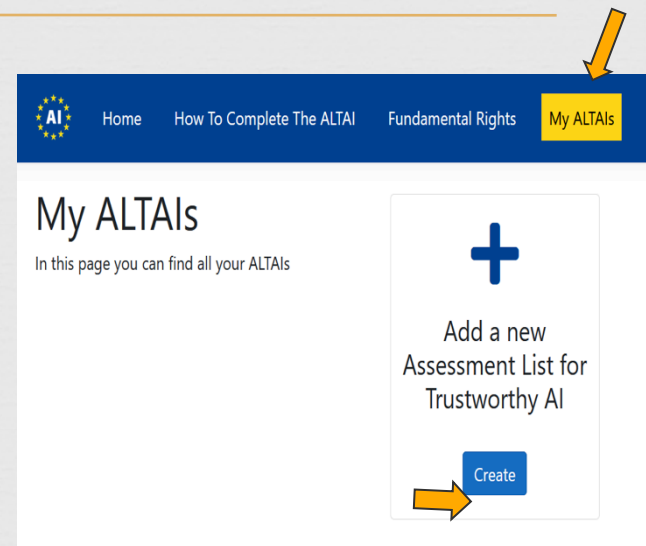 AI
Home
How To Complete The ALTAI
Fundamental Rights
My ALTAIs
My ALTAIs
In this page you can find all your ALTAIs
Add a new
Assessment List for
Trustworthy AI
Create